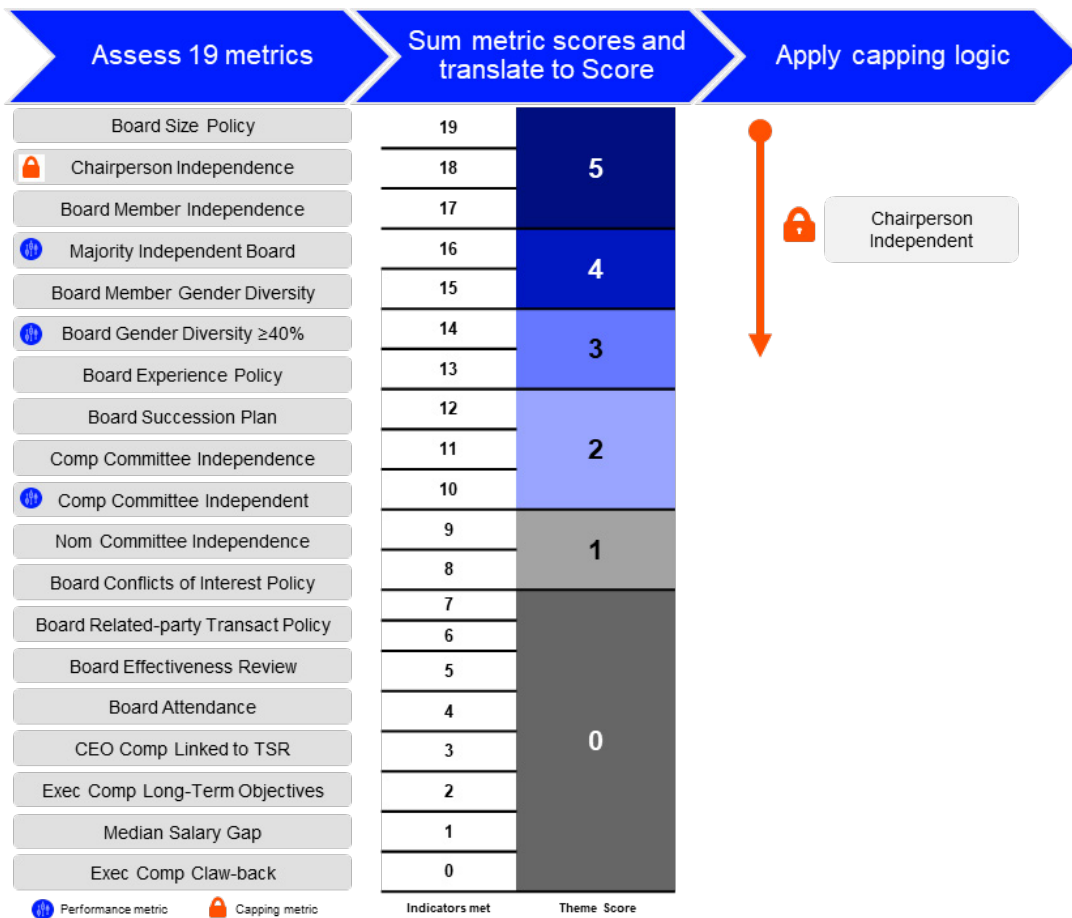 Assess 19 metrics
Sum metric scores and
translate to Score
Apply capping logic
Board Size Policy
Chairperson Independence
Board Member Independence
Majority Independent Board
Board Member Gender Diversity
Board Gender Diversity ≥40%
Board Experience Policy
Board Succession Plan
Comp Committee Independence
Comp Committee Independent
Nom Committee Independence
Board Conflicts of Interest Policy
Board Related-party Transact Policy
Board Effectiveness Review
Board Attendance
CEO Comp Linked to TSR
Exec Comp Long-Term Objectives
Median Salary Gap
Exec Comp Claw-back
Performance metric
Capping metric
19
18
17
16
15
14
13
12
11
10
9
8
7
6
5
4
3
2
1
0
Indicators met
5
4
3
2
1
0
Theme Score
Chairperson
Independent